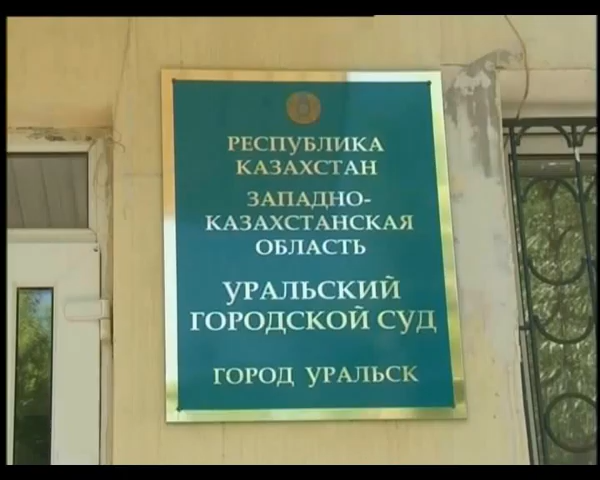 РЕСПУБЛИКА
КАЗАХСТАН
ЗАПАДНО-
КАЗАХСТАНСКАЯ
ОБЛАСТЬ
УРАЛЬСКИЙ
ГОРОДСКОЙ СУД
ГОРОД УРАЛЬСК